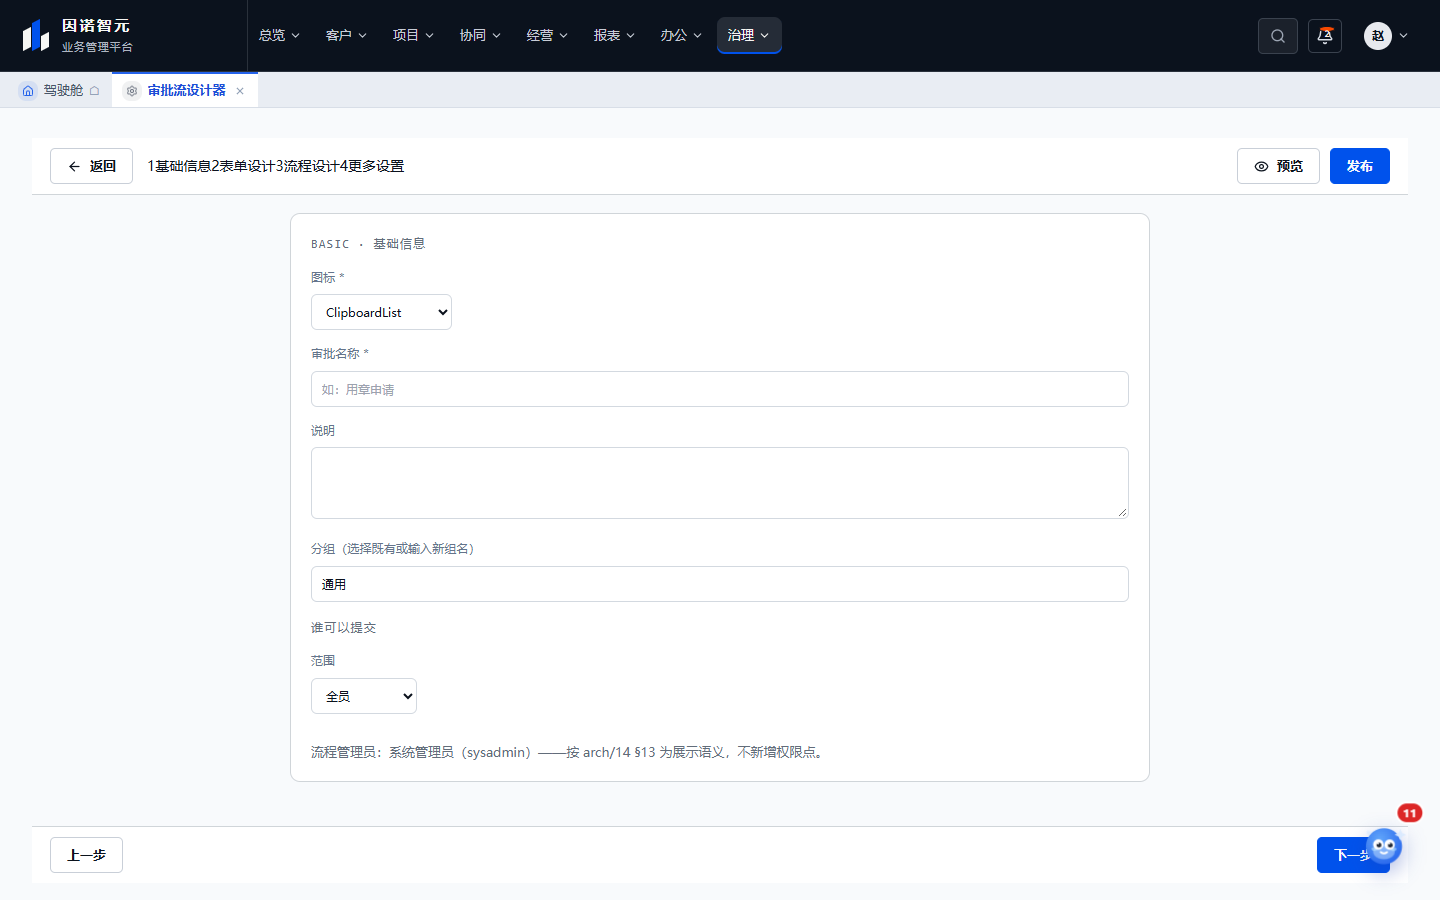 因诺智元
业务管理平台
总览 客户 项目 协同 经营 报表 办公 治理
赵
驾驶舱
审批流设计器 ×
返回
1基础信息2表单设计3流程设计4更多设置
预览
发布
BASIC · 基础信息
图标 *
ClipboardList
审批名称 *
如：用章申请
说明
分组（选择既有或输入新组名）
通用
谁可以提交
范围
全员
流程管理员：系统管理员（sysadmin）——按 arch/14 §13 为展示语义，不新增权限点。
11
上一步
下一步